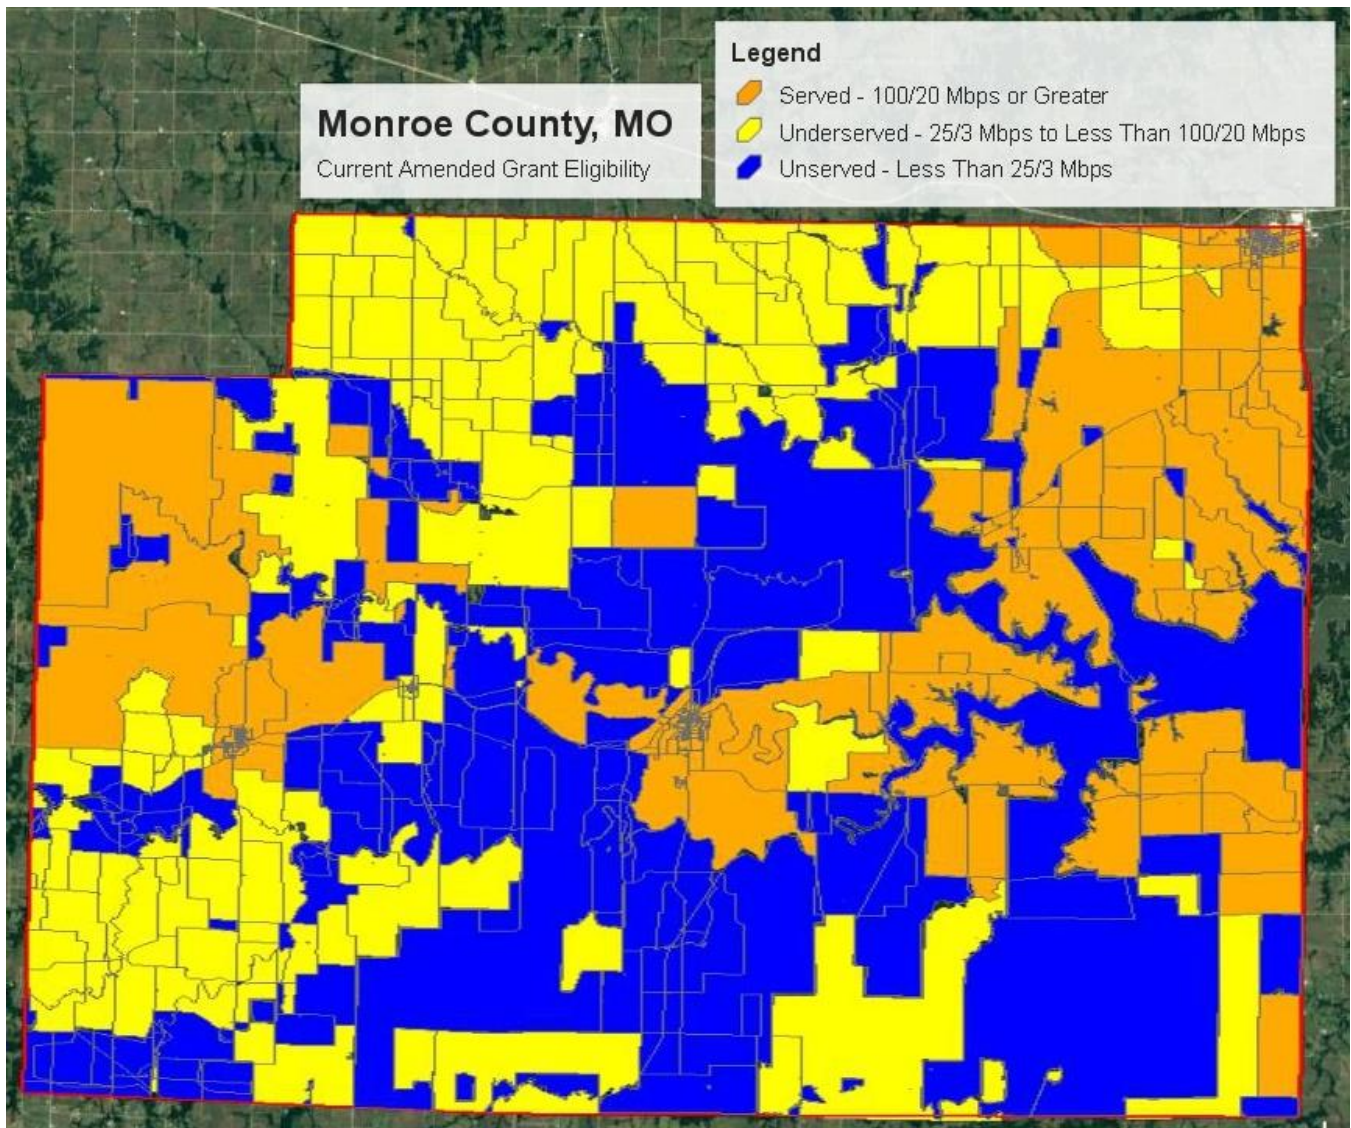 Monroe County, MO
Current Amended Grant Eligibility
Legend
Served - 100/20 Mbps or Greater
Underserved - 25/3 Mbps to Less Than 100/20 Mbps
Unserved - Less Than 25/3 Mbps